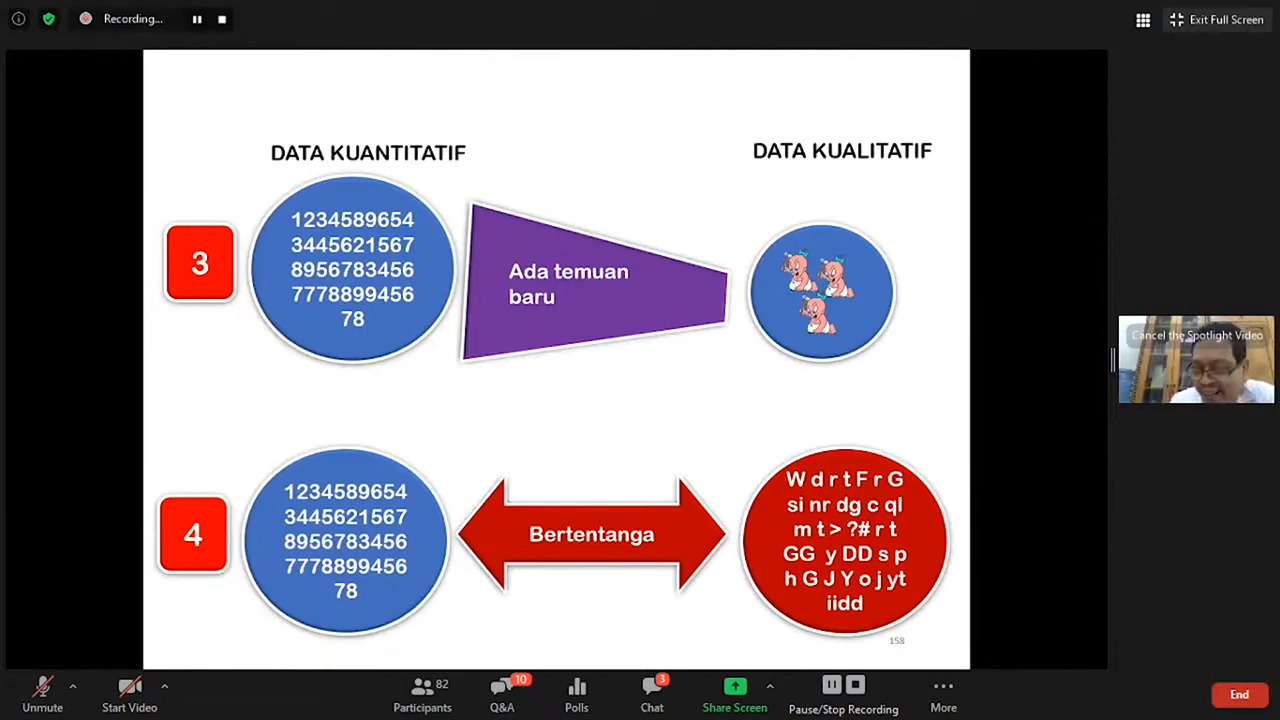 Recording...
Exit Full Screen
DATA KUANTITATIF
DATA KUALITATIF
3
1234589654
3445621567
8956783456
7778899456
78
Ada temuan
baru
Cancel the Spotlight Video
4
1234589654
3445621567
8956783456
7778899456
78
Bertentanga
W d r t F r G
si nr dg c ql
m t > ?# r t
GG y DD s p
h G J Y o j yt
iidd
158
Unmute
Start Video
82
Participants
10
Q&A
Polls
3
Chat
Share Screen
Pause/Stop Recording
More
End